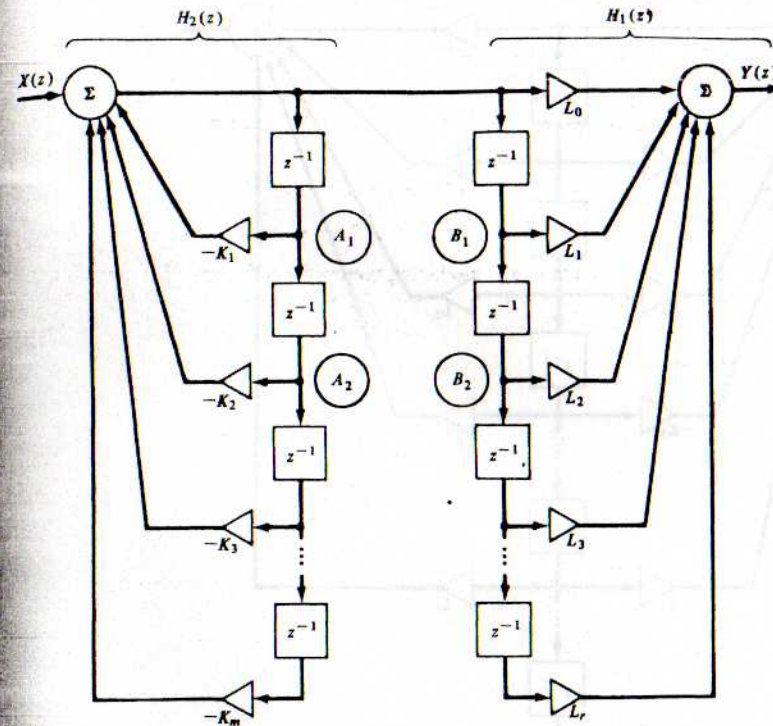 H₂(z) H₁(z)
X(z) Σ L₀ Σ Y(z)
z⁻¹ z⁻¹
−K₁ A₁ B₁ L₁
z⁻¹ z⁻¹
−K₂ A₂ B₂ L₂
z⁻¹ z⁻¹
−K₃ L₃
z⁻¹ z⁻¹
−Kₘ Lᵣ